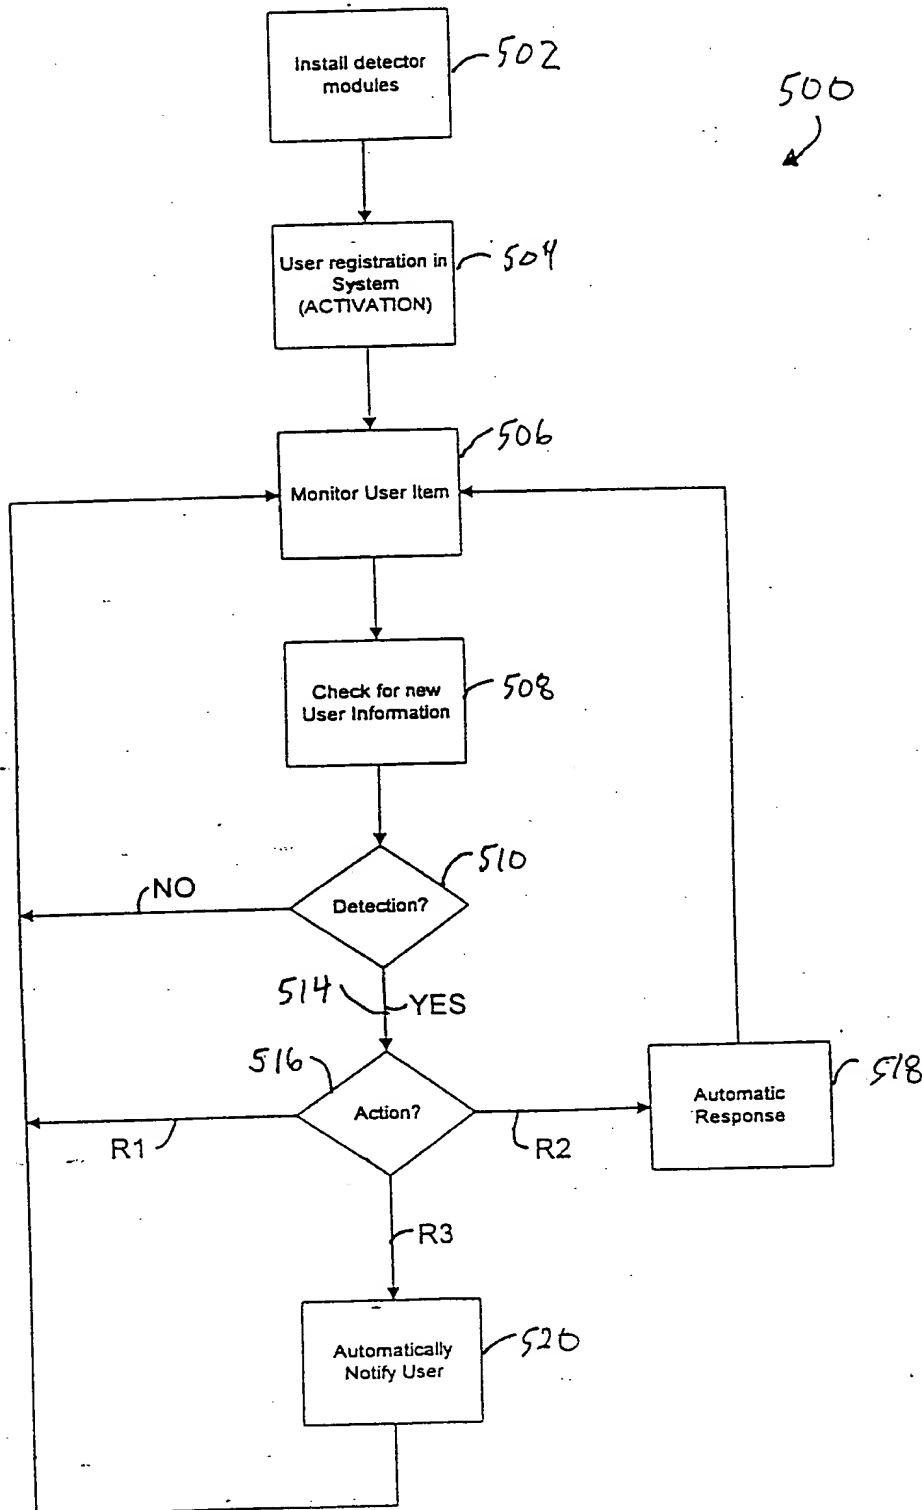 Install detector
modules
502
500
User registration in
System
(ACTIVATION)
504
Monitor User Item
506
Check for new
User Information
508
Detection?
510
NO
514
YES
516
Action?
R1
R2
Automatic
Response
518
R3
Automatically
Notify User
520